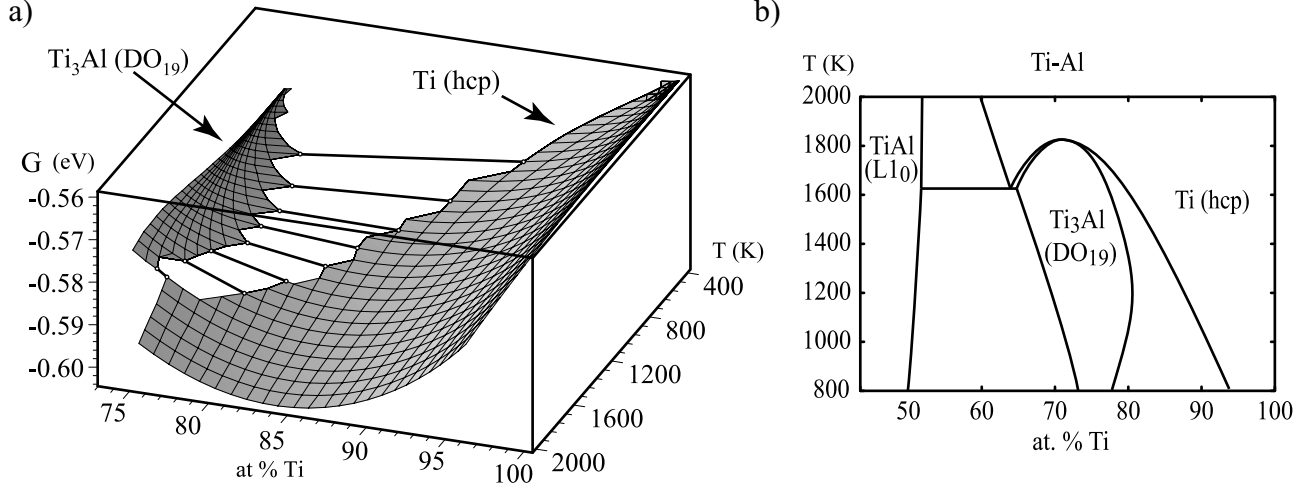 a)
Ti₃Al (DO₁₉)
Ti (hcp)
G (eV)
-0.56
-0.57
-0.58
-0.59
-0.60
75
80
85
90
95
100
at % Ti
T (K)
400
800
1200
1600
2000
b)
Ti-Al
T (K)
2000
1800
1600
1400
1200
1000
800
TiAl
(L1₀)
Ti₃Al
(DO₁₉)
Ti (hcp)
50
60
70
80
90
100
at. % Ti